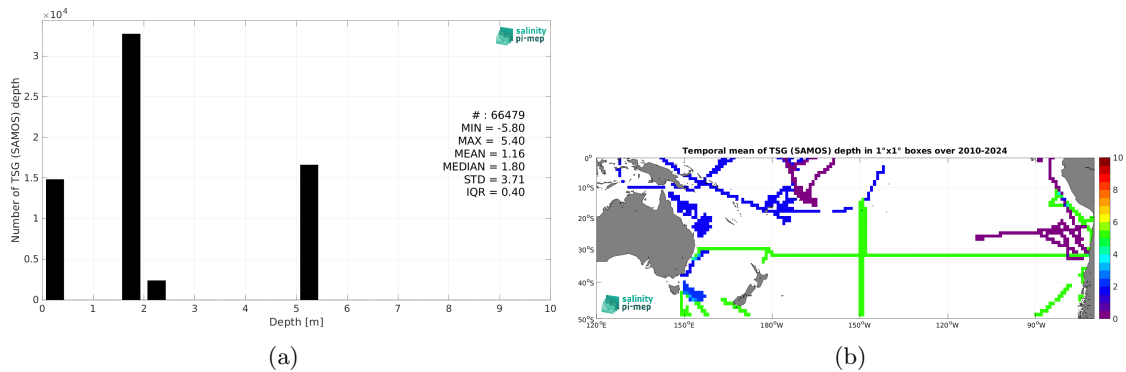 ×10⁴
3.5
3
2.5
2
1.5
1
0.5
0
Number of TSG (SAMOS) depth
0 1 2 3 4 5 6 7 8 9 10
Depth [m]
salinity
pi-mep
# : 66479
MIN = -5.80
MAX = 5.40
MEAN = 1.16
MEDIAN = 1.80
STD = 3.71
IQR = 0.40
(a)
Temporal mean of TSG (SAMOS) depth in 1°x1° boxes over 2010-2024
0°
10°S
20°S
30°S
40°S
50°S
120°E 150°E 180°W 150°W 120°W 90°W
salinity
pi-mep
10
8
6
4
2
0
(b)